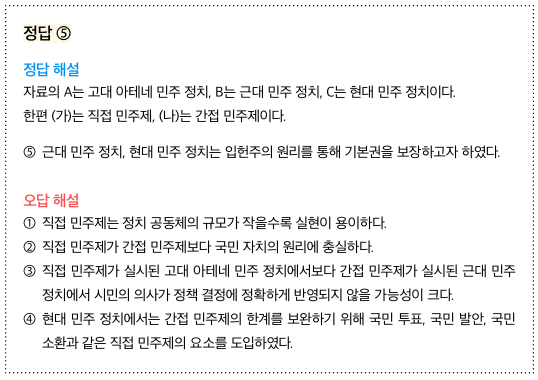 정답 ⑤
정답 해설
자료의 A는 고대 아테네 민주 정치, B는 근대 민주 정치, C는 현대 민주 정치이다.
한편 (가)는 직접 민주제, (나)는 간접 민주제이다.
⑤ 근대 민주 정치, 현대 민주 정치는 입헌주의 원리를 통해 기본권을 보장하고자 하였다.
오답 해설
① 직접 민주제는 정치 공동체의 규모가 작을수록 실현이 용이하다.
② 직접 민주제가 간접 민주제보다 국민 자치의 원리에 충실하다.
③ 직접 민주제가 실시된 고대 아테네 민주 정치에서보다 간접 민주제가 실시된 근대 민주
정치에서 시민의 의사가 정책 결정에 정확하게 반영되지 않을 가능성이 크다.
④ 현대 민주 정치에서는 간접 민주제의 한계를 보완하기 위해 국민 투표, 국민 발안, 국민
소환과 같은 직접 민주제의 요소를 도입하였다.